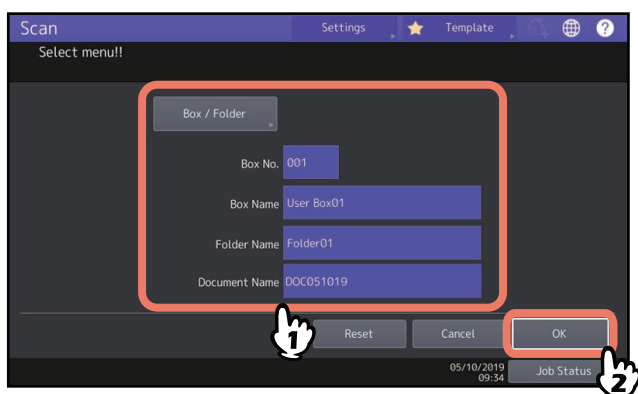 Scan Settings Template ?
Select menu!!
Box / Folder
Box No. 001
Box Name User Box01
Folder Name Folder01
Document Name DOC051019
1
Reset Cancel OK
05/10/2019
09:34
Job Status
2